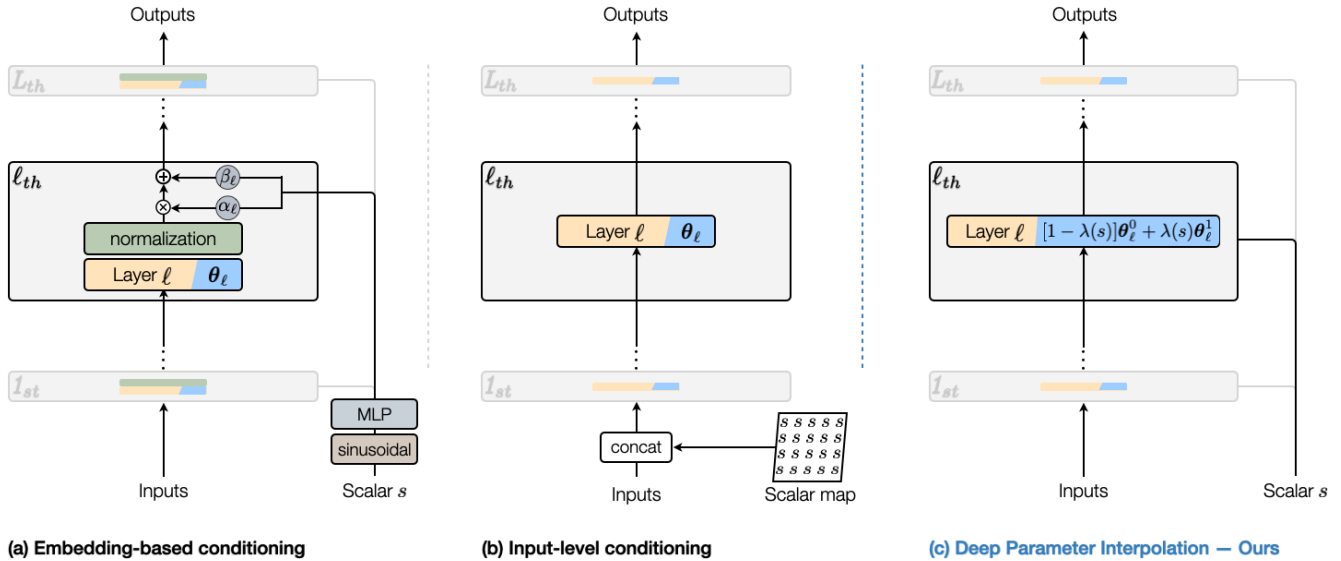 Outputs
L_th
ℓ_th
β_ℓ
α_ℓ
normalization
Layer ℓ θ_ℓ
1_st
MLP
sinusoidal
Inputs
Scalar s
(a) Embedding-based conditioning
Outputs
L_th
ℓ_th
Layer ℓ θ_ℓ
1_st
concat
s s s s s
s s s s s
s s s s s
s s s s s
Inputs
Scalar map
(b) Input-level conditioning
Outputs
L_th
ℓ_th
Layer ℓ [1 − λ(s)]θ_ℓ^0 + λ(s)θ_ℓ^1
1_st
Inputs
Scalar s
(c) Deep Parameter Interpolation — Ours